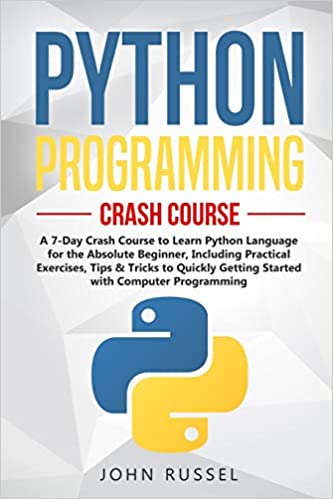 PYTHON
PROGRAMMING
CRASH COURSE
A 7-Day Crash Course to Learn Python Language
for the Absolute Beginner, Including Practical
Exercises, Tips & Tricks to Quickly Getting Started
with Computer Programming
JOHN RUSSEL